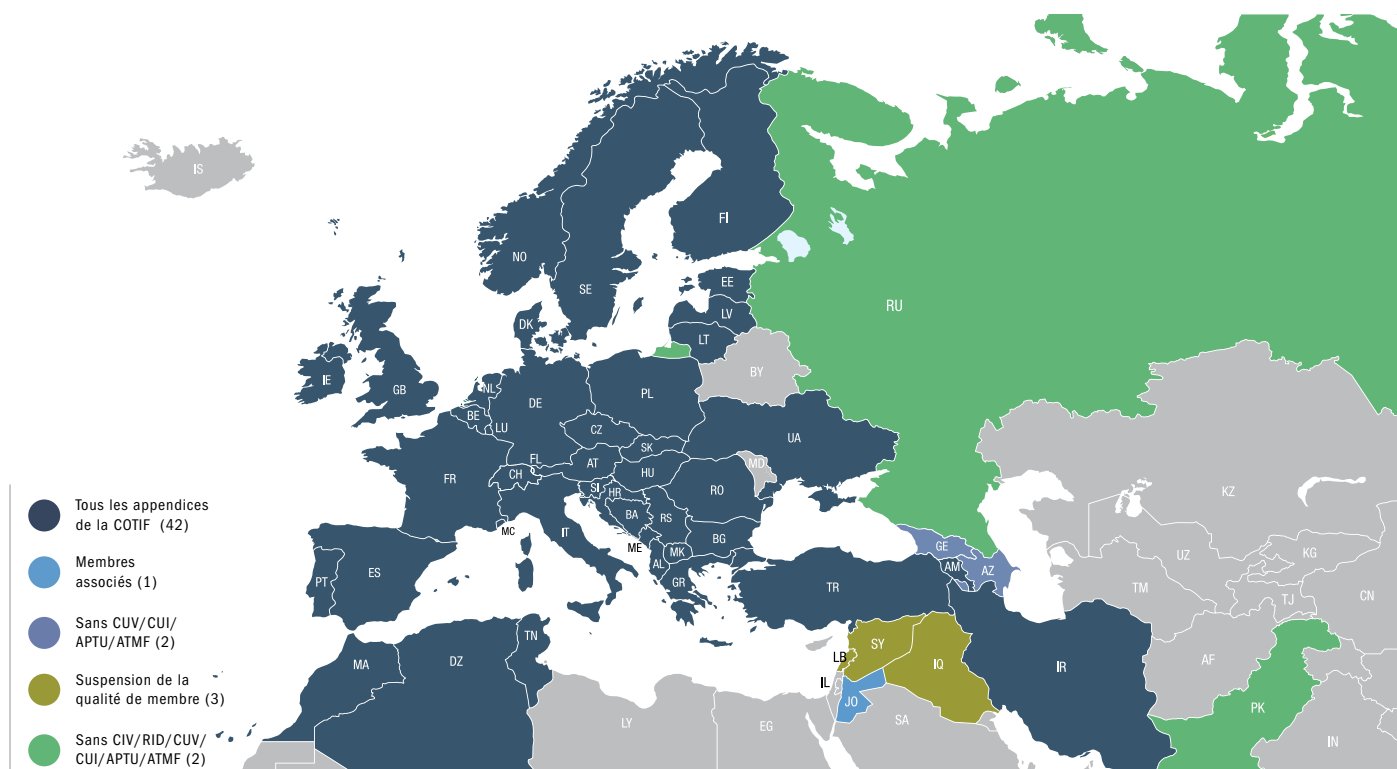 IS
FI
NO
SE
EE
RU
LV
DK
LT
IE
GB
NL
BY
BE
DE
PL
LU
CZ
UA
SK
FL
AT
MD
CH
HU
FR
RO
SI
HR
KZ
BA
RS
MC
IT
BG
ME
MK
GE
UZ
KG
AL
AM
AZ
PT
ES
GR
TR
TM
TJ
CN
TN
MA
DZ
SY
LB
IQ
IR
AF
IL
JO
LY
EG
SA
PK
IN
Tous les appendices
de la COTIF (42)
Membres
associés (1)
Sans CUV/CUI/
APTU/ATMF (2)
Suspension de la
qualité de membre (3)
Sans CIV/RID/CUV/
CUI/APTU/ATMF (2)